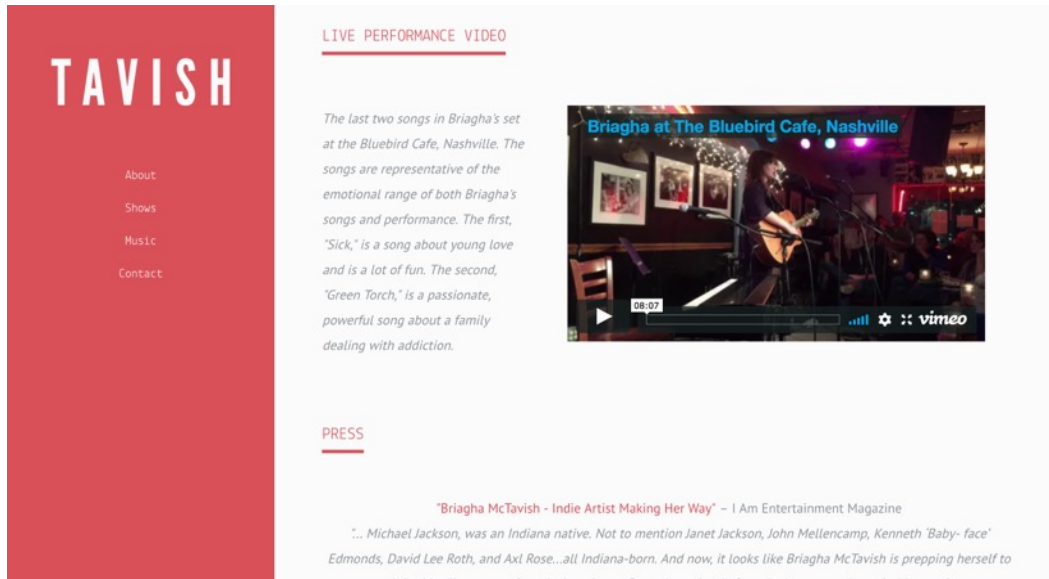 TAVISH
About
Shows
Music
Contact
LIVE PERFORMANCE VIDEO
The last two songs in Briagha's set
at the Bluebird Cafe, Nashville. The
songs are representative of the
emotional range of both Briagha's
songs and performance. The first,
"Sick," is a song about young love
and is a lot of fun. The second,
"Green Torch," is a passionate,
powerful song about a family
dealing with addiction.
Briagha at The Bluebird Cafe, Nashville
08:07
vimeo
PRESS
"Briagha McTavish - Indie Artist Making Her Way" – I Am Entertainment Magazine
"... Michael Jackson, was an Indiana native. Not to mention Janet Jackson, John Mellencamp, Kenneth 'Baby- face'
Edmonds, David Lee Roth, and Axl Rose...all Indiana-born. And now, it looks like Briagha McTavish is prepping herself to